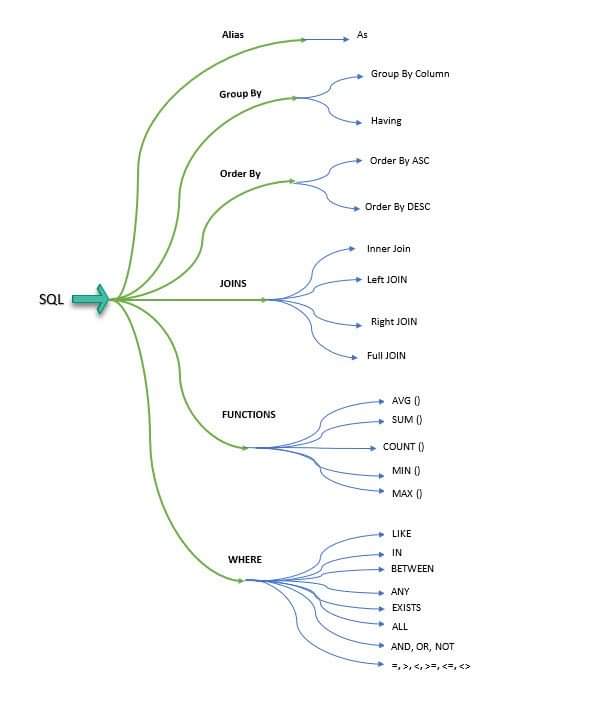 SQL
Alias
As
Group By
Group By Column
Having
Order By
Order By ASC
Order By DESC
JOINS
Inner Join
Left JOIN
Right JOIN
Full JOIN
FUNCTIONS
AVG ()
SUM ()
COUNT ()
MIN ()
MAX ()
WHERE
LIKE
IN
BETWEEN
ANY
EXISTS
ALL
AND, OR, NOT
=, >, <, >=, <=, <>